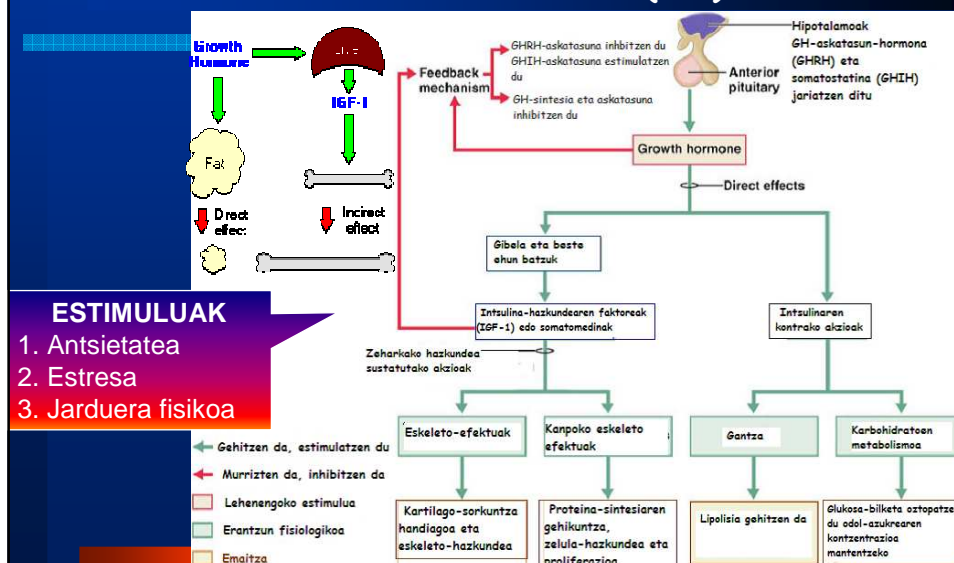 Growth
Hormone
IGF-I
Fat
Direct
effect
Indirect
effect
Feedback
mechanism
GHRH-askatasuna inhbitzen du
GHIH-askatasuna estimulatzen
du
GH-sintesia eta askatasuna
inhibitzen du
Anterior
pituitary
Hipotalamoak
GH-askatasun-hormona
(GHRH) eta
somatostatina (GHIH)
jariatzen ditu
Growth hormone
Direct effects
Gibela eta beste
ehun batzuk
Intsulina-hazkundearen faktoreak
(IGF-1) edo somatomedinak
Intsulinaren
kontrako akzioak
Zeharkako hazkundea
sustatutako akzioak
ESTIMULUAK
1. Antsietatea
2. Estresa
3. Jarduera fisikoa
Eskeleto-efektuak
Kanpoko eskeleto
efektuak
Gantza
Karbohidratoen
metabolismoa
Gehitzen da, estimulatzen du
Murrizten da, inhibitzen da
Lehenengoko estimulua
Erantzun fisiologikoa
Emaitza
Kartilago-sorkuntza
handiagoa eta
eskeleto-hazkundea
Proteina-sintesiaren
gehikuntza,
zelula-hazkundea eta
proliferazioa
Lipolisia gehitzen da
Glukosa-bilketa oztopatzen
du odol-azukrearen
kontzentrazioa
mantentzeko